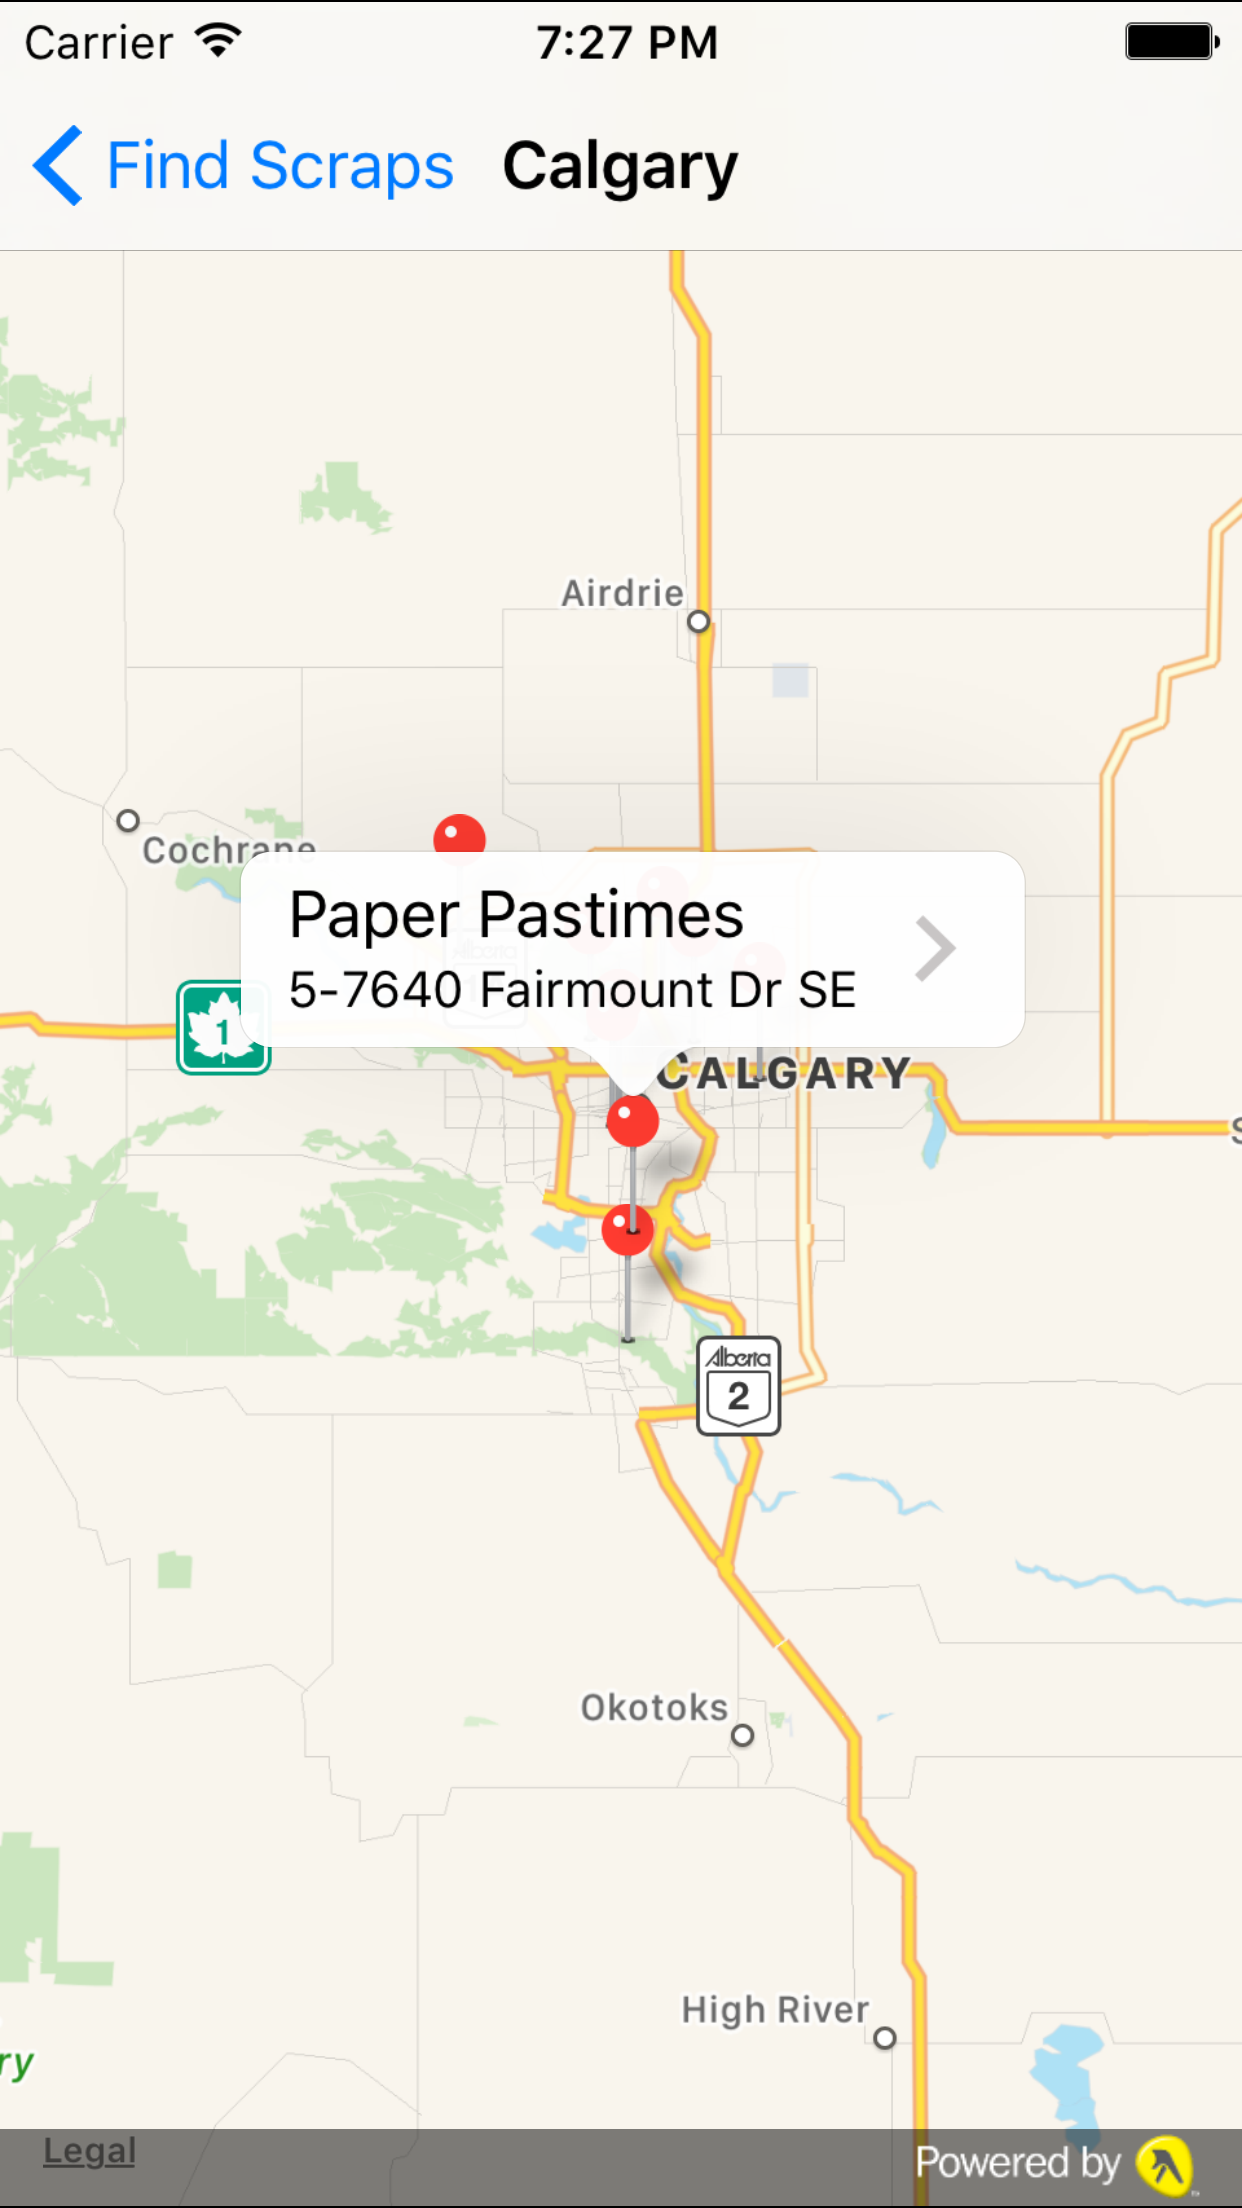 Carrier 7:27 PM
Find Scraps Calgary
Airdrie
Cochrane
Paper Pastimes
5-7640 Fairmount Dr SE
1
CALGARY
Alberta
2
Okotoks
High River
ry
Legal
Powered by